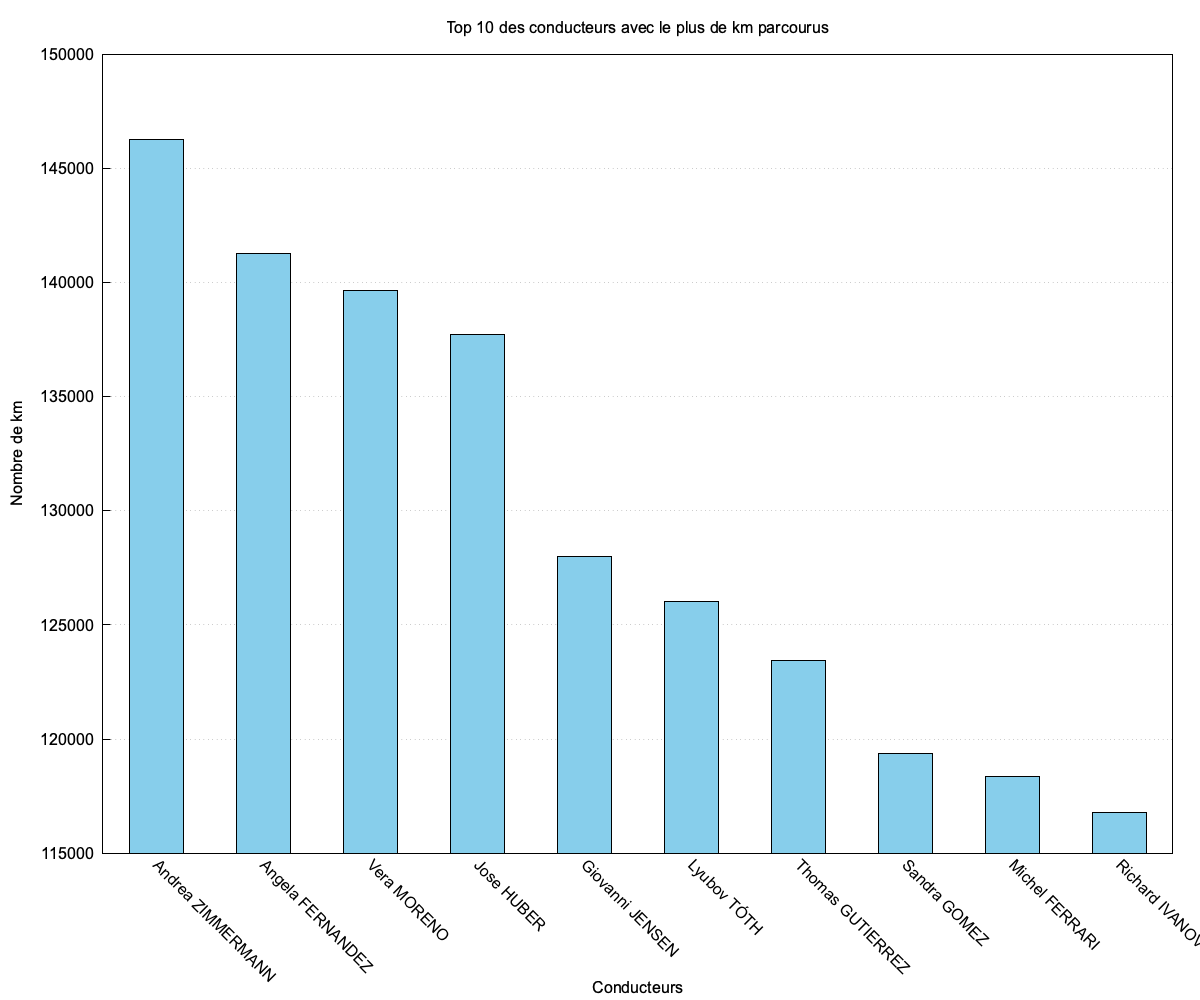 Top 10 des conducteurs avec le plus de km parcourus
150000
145000
140000
135000
130000
125000
120000
115000
Nombre de km
Andrea ZIMMERMANN
Angela FERNANDEZ
Vera MORENO
Jose HUBER
Giovanni JENSEN
Lyubov TÓTH
Thomas GUTIERREZ
Sandra GOMEZ
Michel FERRARI
Richard IVANOV
Conducteurs